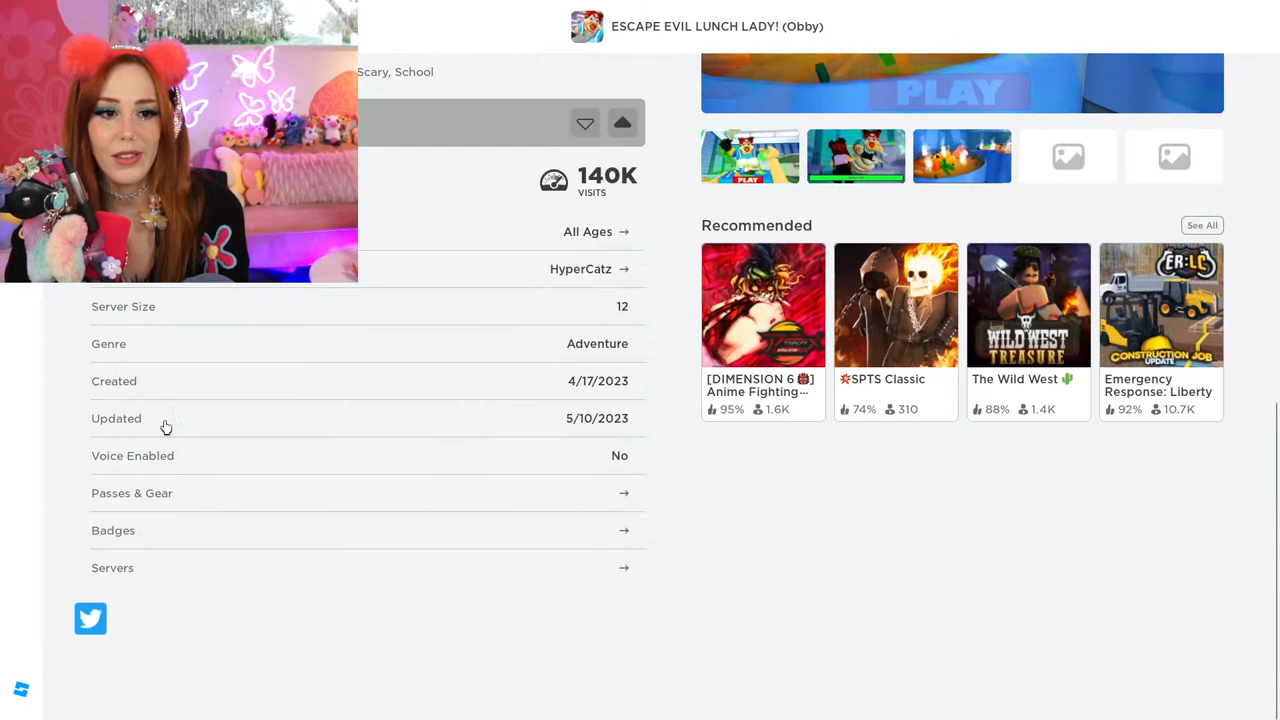 ESCAPE EVIL LUNCH LADY! (Obby)
Scary, School
140K
VISITS
All Ages →
HyperCatz →
Server Size 12
Genre Adventure
Created 4/17/2023
Updated 5/10/2023
Voice Enabled No
Passes & Gear →
Badges →
Servers →
PLAY
PLAY
Recommended
See All
WILDWEST
TREASURE
ER:LC
CONSTRUCTION JOB
UPDATE
[DIMENSION 6 👹]
Anime Fighting...
95% 1.6K
💥SPTS Classic
74% 310
The Wild West 🌵
88% 1.4K
Emergency
Response: Liberty
92% 10.7K